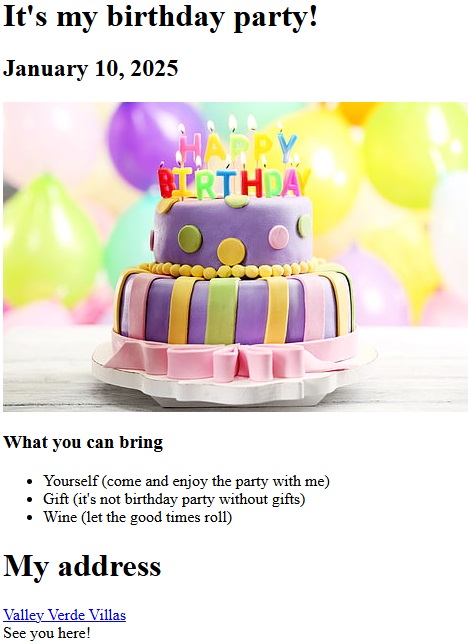 It's my birthday party!
January 10, 2025
HAPPY
BIRTHDAY
What you can bring
Yourself (come and enjoy the party with me)
Gift (it's not birthday party without gifts)
Wine (let the good times roll)
My address
Valley Verde Villas
See you here!